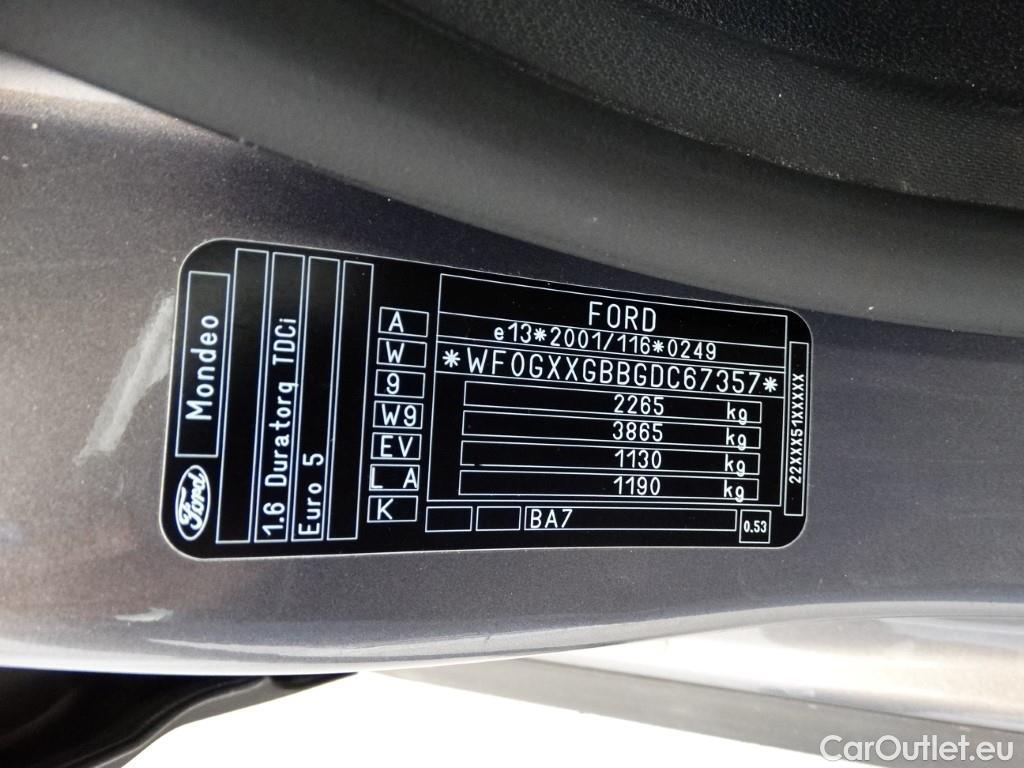 Ford
Mondeo
1.6 Duratorq TDCi
Euro 5
A
W
9
W9
EV
L A
K
FORD
e13*2001/116*0249
*WF0GXXGBBGDC67357*
2265 kg
3865 kg
1130 kg
1190 kg
BA7
0.53
22XXX51XXXXX
CarOutlet.eu